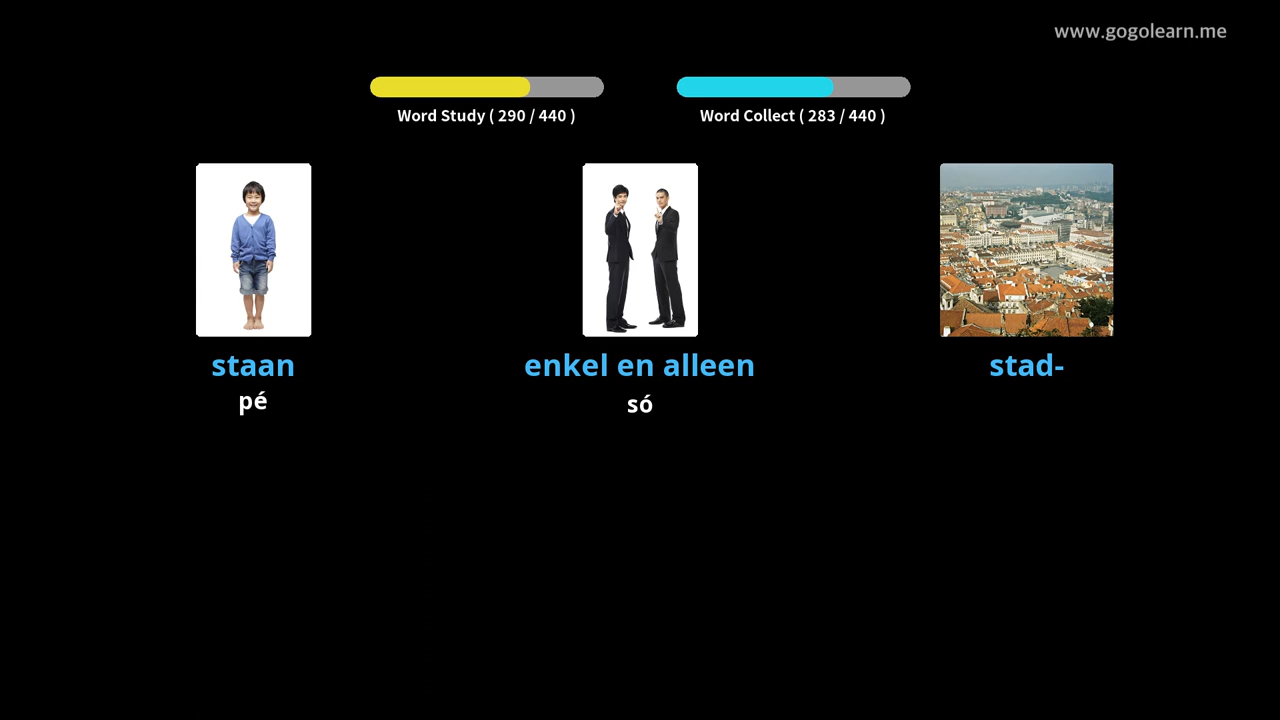 www.gogolearn.me
Word Study ( 290 / 440 )
Word Collect ( 283 / 440 )
staan
pé
enkel en alleen
só
stad-